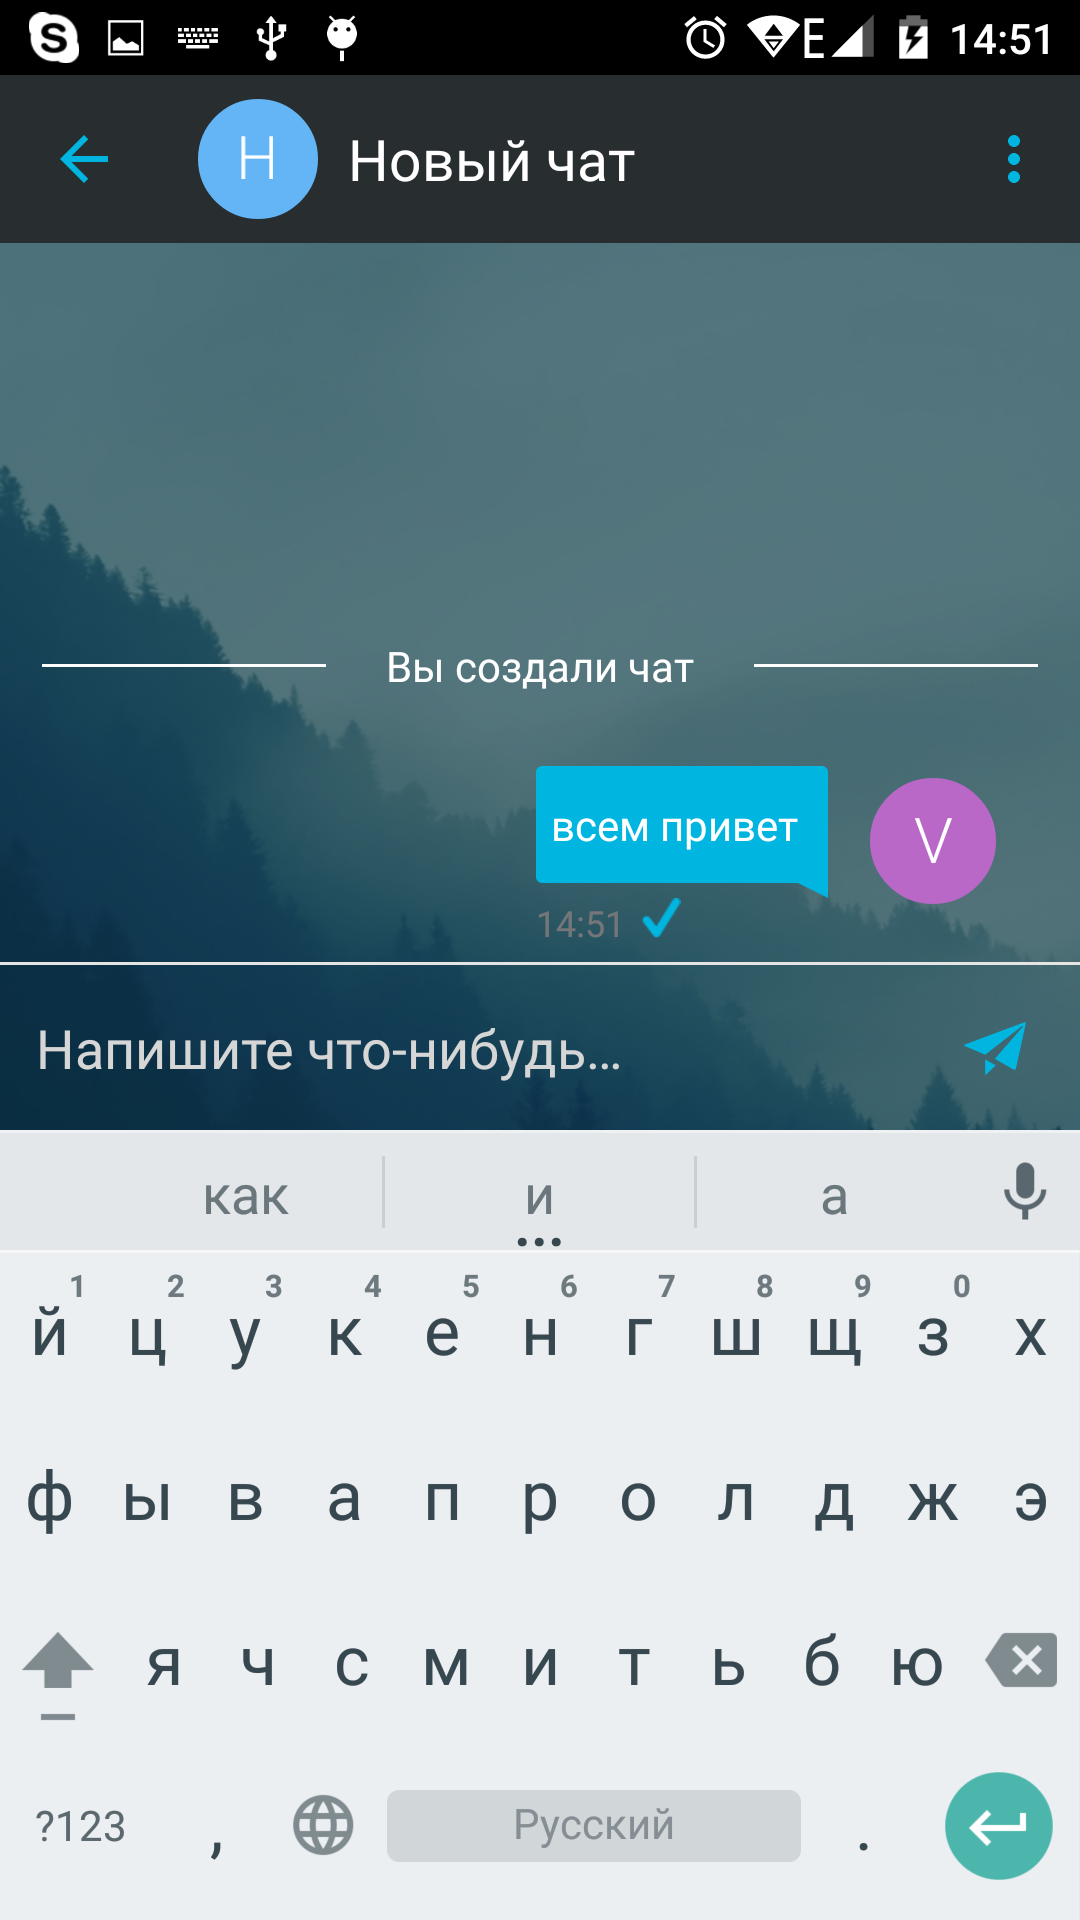 S E 14:51
H Новый чат
Вы создали чат
всем привет V
14:51
Напишите что-нибудь...
как и а
1 2 3 4 5 6 7 8 9 0
й ц у к е н г ш щ з х
ф ы в а п р о л д ж э
я ч с м и т ь б ю
?123 , Русский .